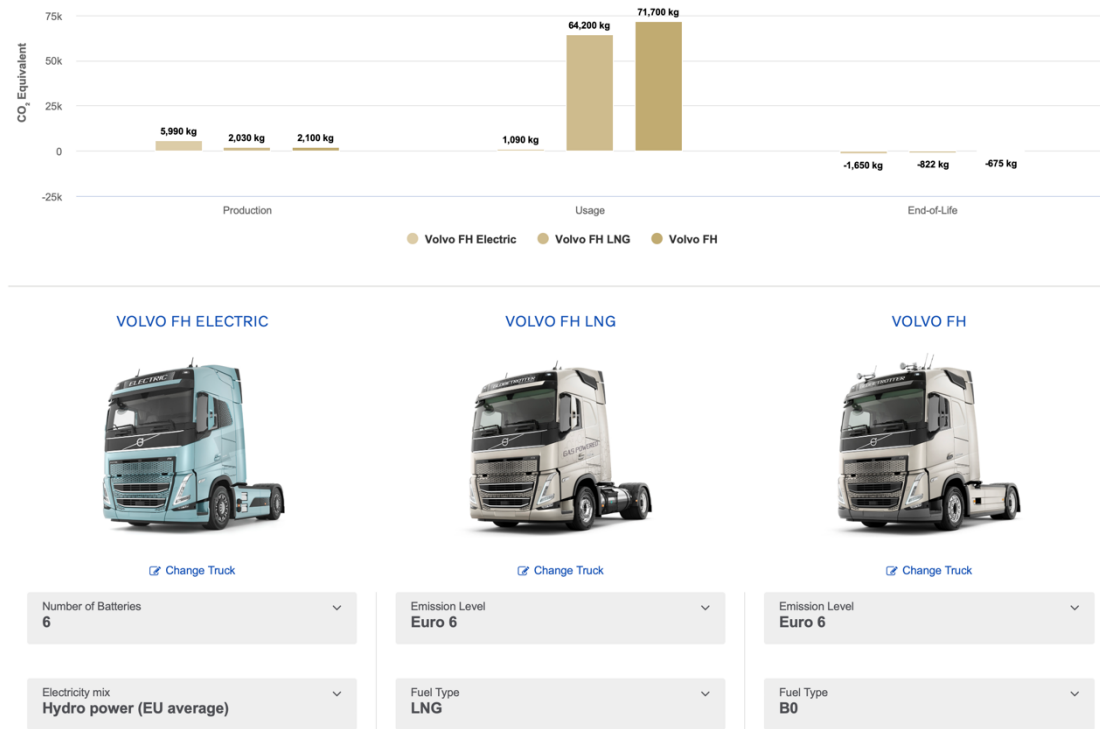 75k
50k
25k
0
-25k
CO₂ Equivalent
5,990 kg
2,030 kg
2,100 kg
1,090 kg
64,200 kg
71,700 kg
-1,650 kg
-822 kg
-675 kg
Production
Usage
End-of-Life
Volvo FH Electric
Volvo FH LNG
Volvo FH
VOLVO FH ELECTRIC
VOLVO FH LNG
VOLVO FH
ELECTRIC
GLOBETROTTER
GAS POWERED
GLOBETROTTER
Change Truck
Change Truck
Change Truck
Number of Batteries
6
Emission Level
Euro 6
Emission Level
Euro 6
Electricity mix
Hydro power (EU average)
Fuel Type
LNG
Fuel Type
B0